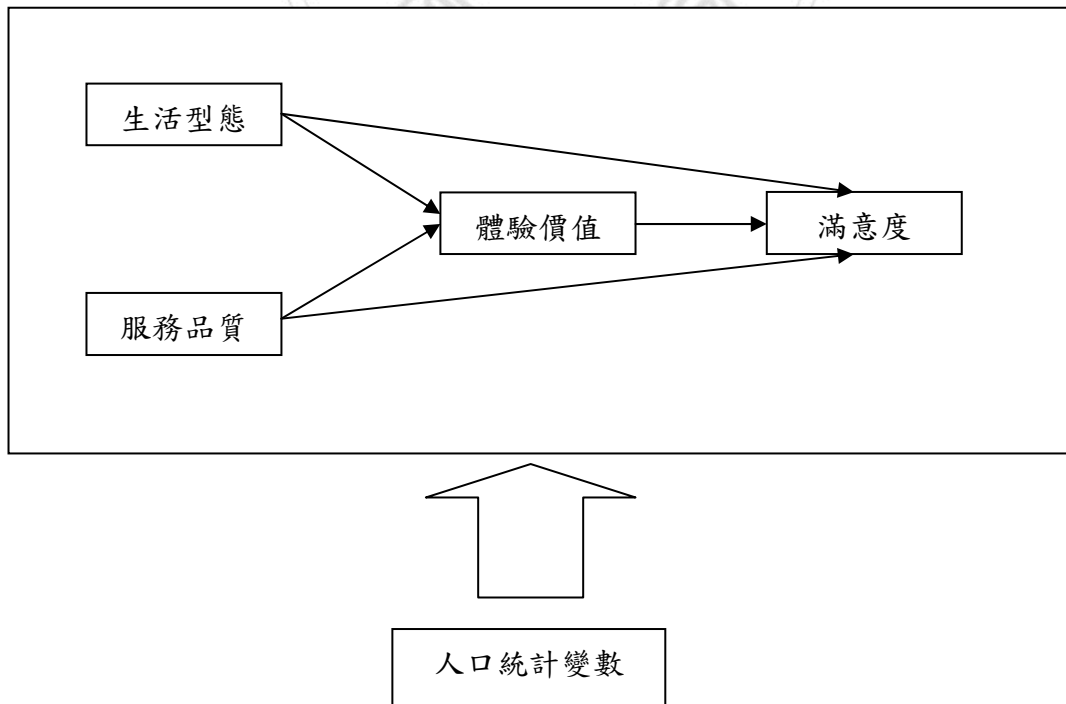 生活型態
體驗價值
滿意度
服務品質
人口統計變數